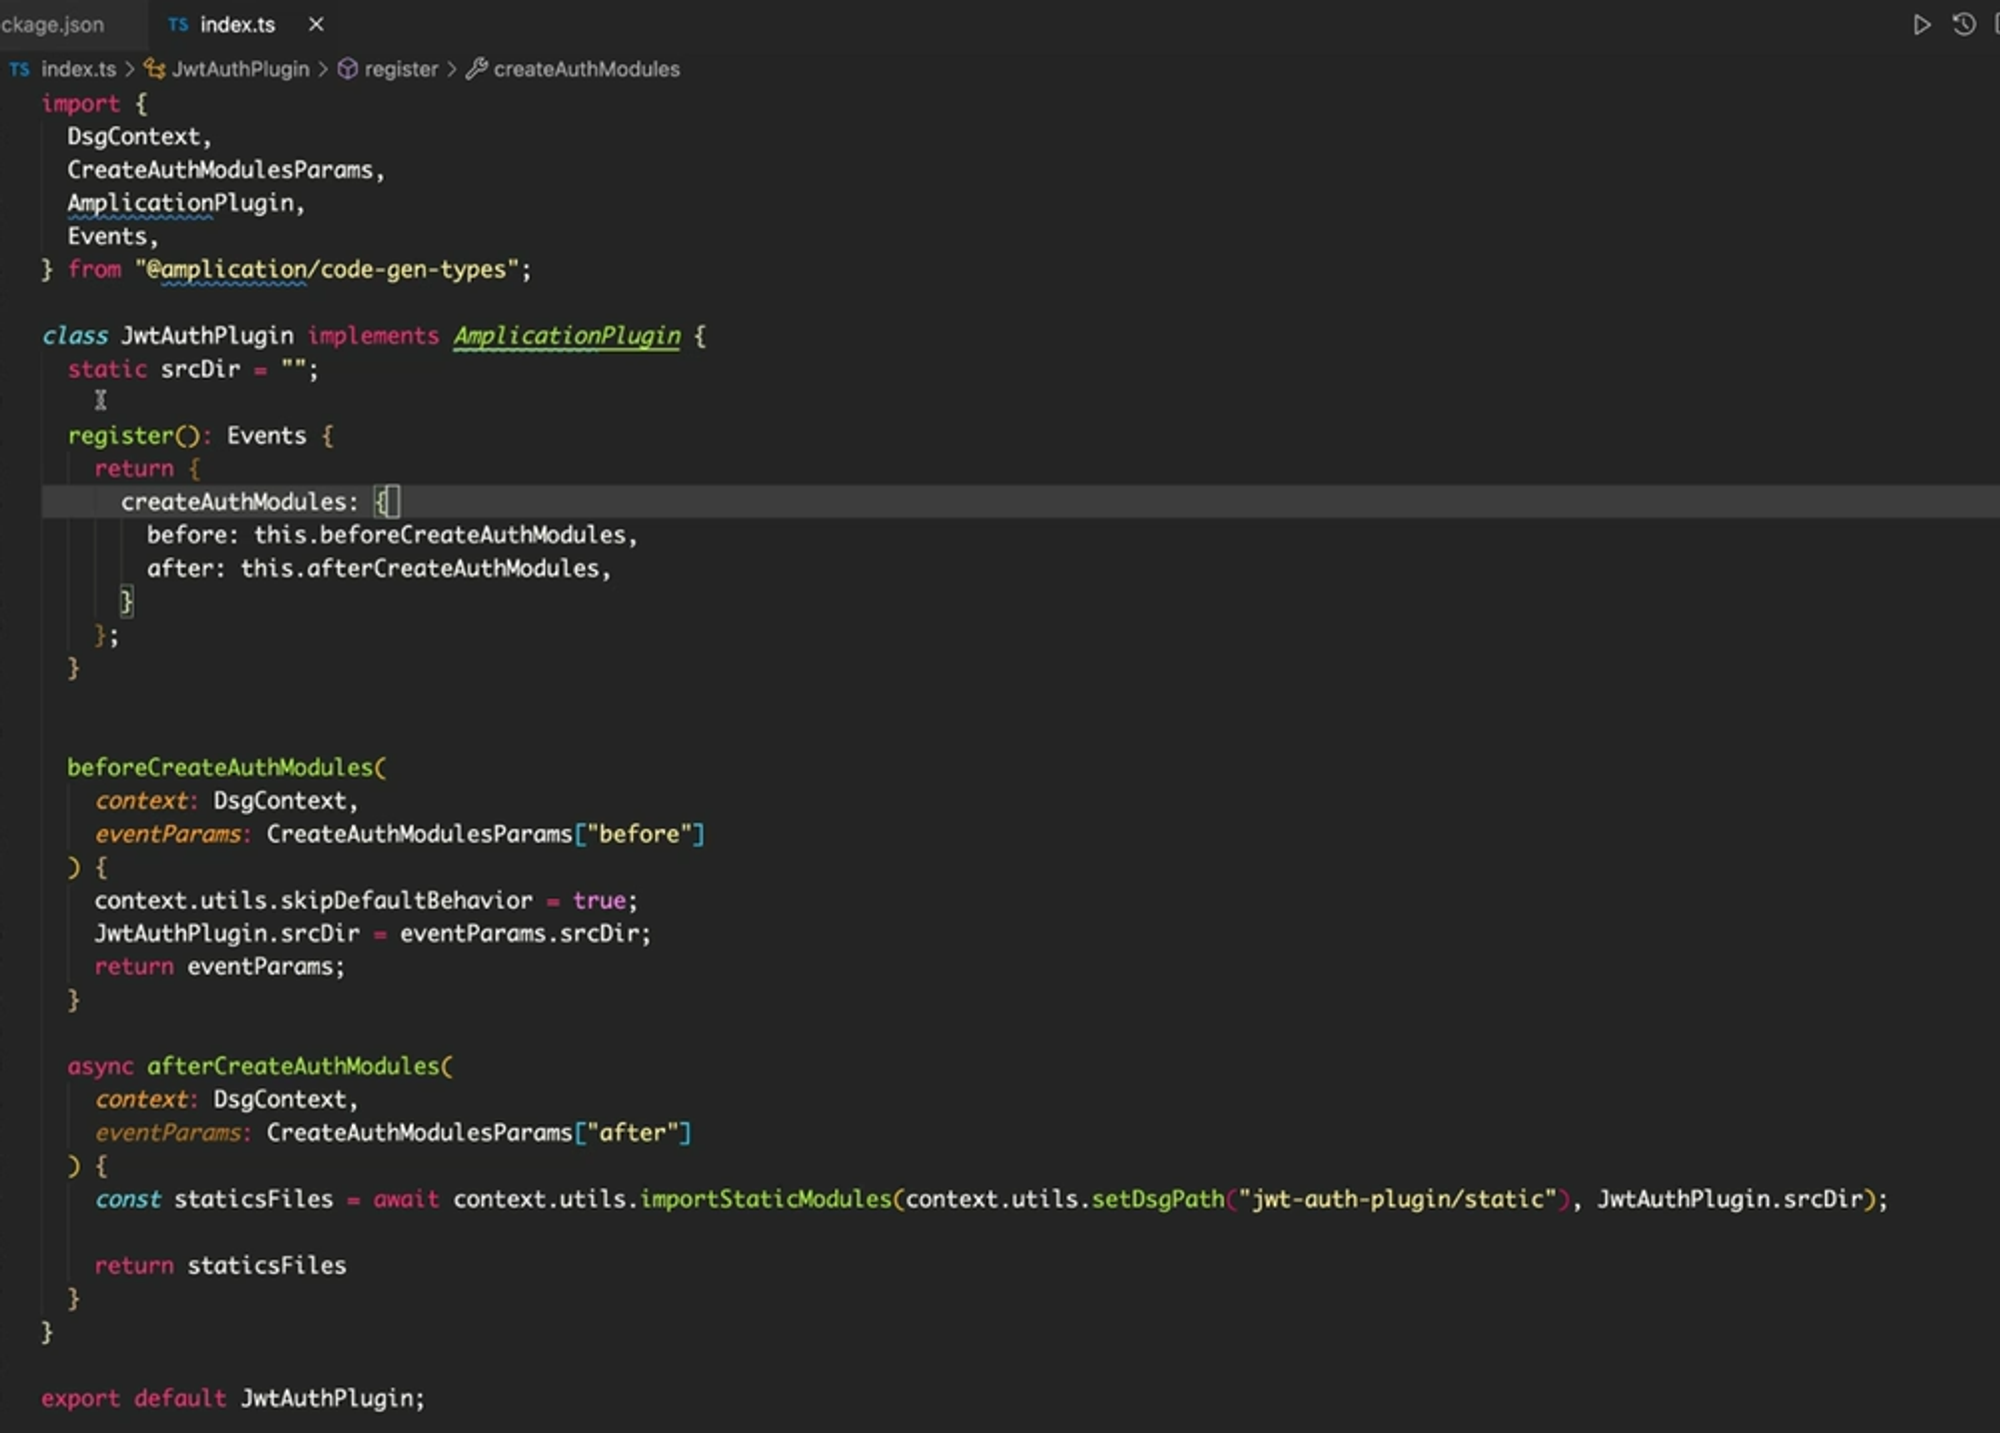 ckage.json TS index.ts
TS index.ts > JwtAuthPlugin > register > createAuthModules
import {
  DsgContext,
  CreateAuthModulesParams,
  AmplicationPlugin,
  Events,
} from "@amplication/code-gen-types";
class JwtAuthPlugin implements AmplicationPlugin {
  static srcDir = "";
  register(): Events {
    return {
      createAuthModules: {
        before: this.beforeCreateAuthModules,
        after: this.afterCreateAuthModules,
      }
    };
  }
  beforeCreateAuthModules(
    context: DsgContext,
    eventParams: CreateAuthModulesParams["before"]
  ) {
    context.utils.skipDefaultBehavior = true;
    JwtAuthPlugin.srcDir = eventParams.srcDir;
    return eventParams;
  }
  async afterCreateAuthModules(
    context: DsgContext,
    eventParams: CreateAuthModulesParams["after"]
  ) {
    const staticsFiles = await context.utils.importStaticModules(context.utils.setDsgPath("jwt-auth-plugin/static"), JwtAuthPlugin.srcDir);
    return staticsFiles
  }
}
export default JwtAuthPlugin;